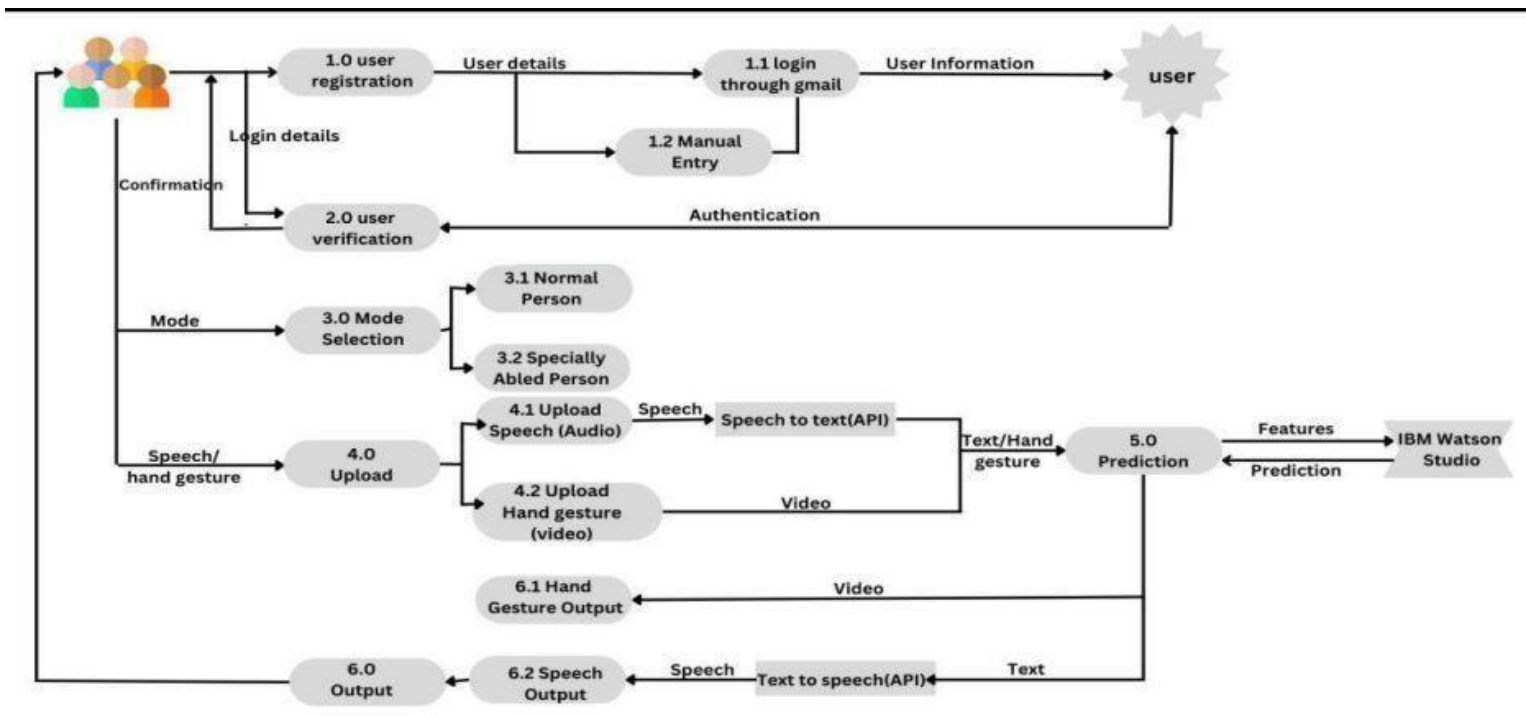 1.0 user
registration
User details
1.1 login
through gmail
User Information
user
Login details
1.2 Manual
Entry
Confirmation
2.0 user
verification
Authentication
3.1 Normal
Person
Mode
3.0 Mode
Selection
3.2 Specially
Abled Person
4.1 Upload
Speech (Audio)
Speech
Speech to text(API)
Speech/
hand gesture
4.0
Upload
Text/Hand
gesture
5.0
Prediction
Features
Prediction
IBM Watson
Studio
4.2 Upload
Hand gesture
(video)
Video
6.1 Hand
Gesture Output
Video
6.0
Output
6.2 Speech
Output
Speech
Text to speech(API)
Text